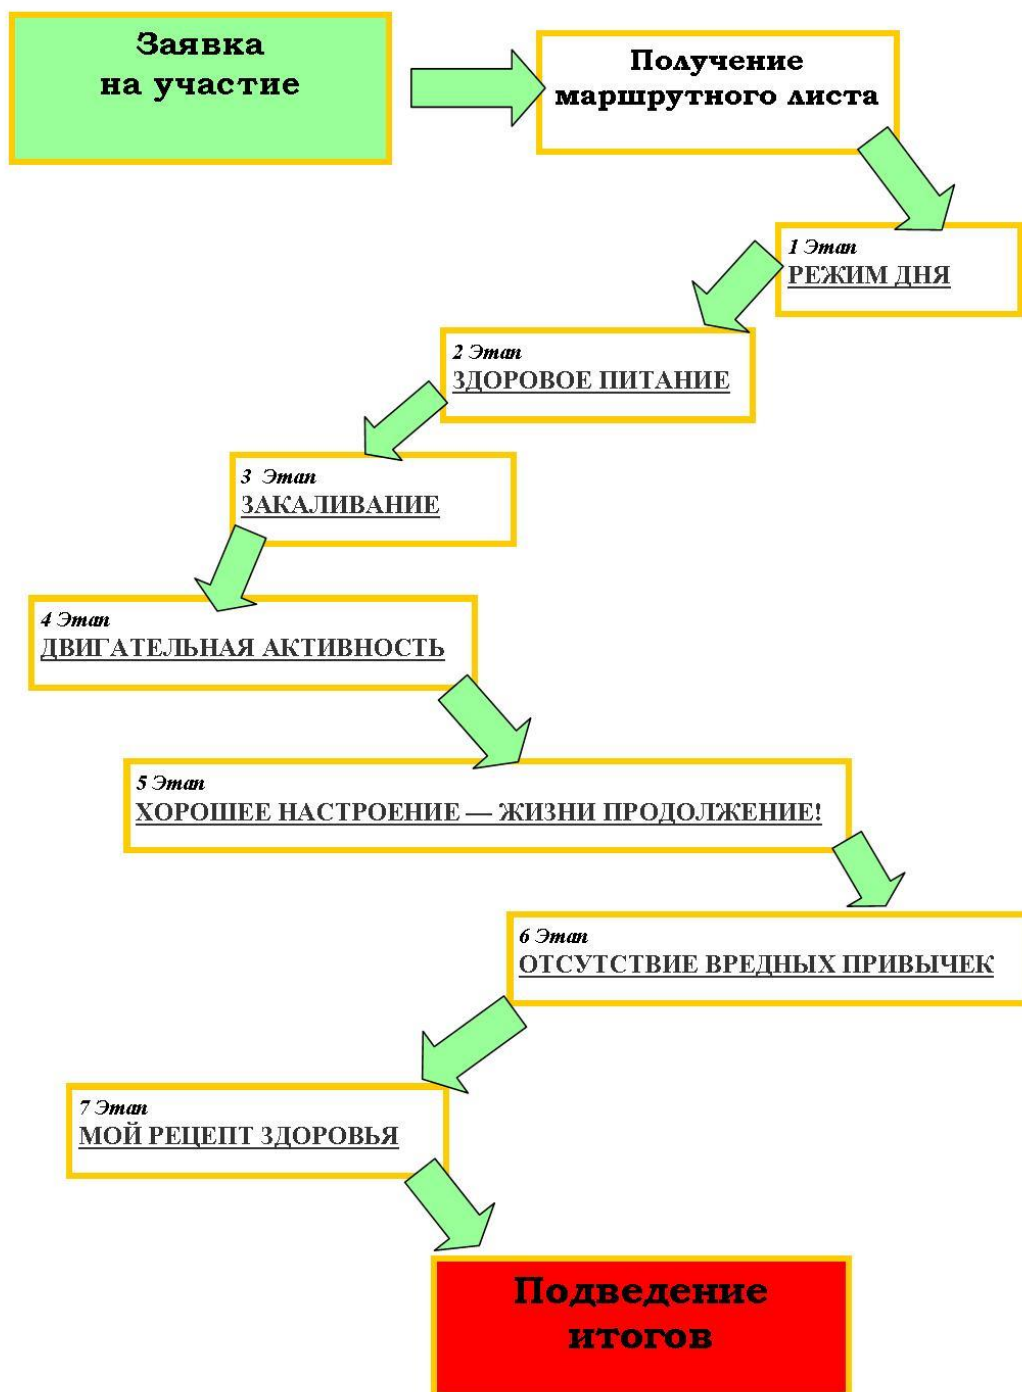 Заявка
на участие
Получение
маршрутного листа
1 Этап
РЕЖИМ ДНЯ
2 Этап
ЗДОРОВОЕ ПИТАНИЕ
3 Этап
ЗАКАЛИВАНИЕ
4 Этап
ДВИГАТЕЛЬНАЯ АКТИВНОСТЬ
5 Этап
ХОРОШЕЕ НАСТРОЕНИЕ — ЖИЗНИ ПРОДОЛЖЕНИЕ!
6 Этап
ОТСУТСТВИЕ ВРЕДНЫХ ПРИВЫЧЕК
7 Этап
МОЙ РЕЦЕПТ ЗДОРОВЬЯ
Подведение
итогов